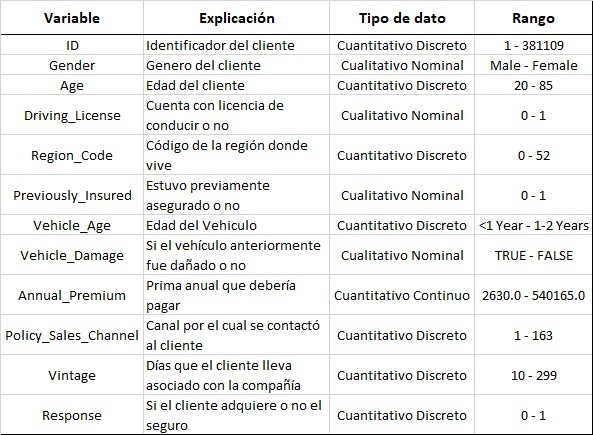 Variable Explicación Tipo de dato Rango
ID Identificador del cliente Cuantitativo Discreto 1 - 381109
Gender Genero del cliente Cualitativo Nominal Male - Female
Age Edad del cliente Cuantitativo Discreto 20 - 85
Driving_License Cuenta con licencia de
conducir o no Cualitativo Nominal 0 - 1
Region_Code Código de la región donde
vive Cuantitativo Discreto 0 - 52
Previously_Insured Estuvo previamente
asegurado o no Cualitativo Nominal 0 - 1
Vehicle_Age Edad del Vehiculo Cuantitativo Discreto <1 Year - 1-2 Years
Vehicle_Damage Si el vehículo anteriormente
fue dañado o no Cualitativo Nominal TRUE - FALSE
Annual_Premium Prima anual que debería
pagar Cuantitativo Continuo 2630.0 - 540165.0
Policy_Sales_Channel Canal por el cual se contactó
al cliente Cuantitativo Discreto 1 - 163
Vintage Días que el cliente lleva
asociado con la compañía Cuantitativo Discreto 10 - 299
Response Si el cliente adquiere o no el
seguro Cuantitativo Discreto 0 - 1